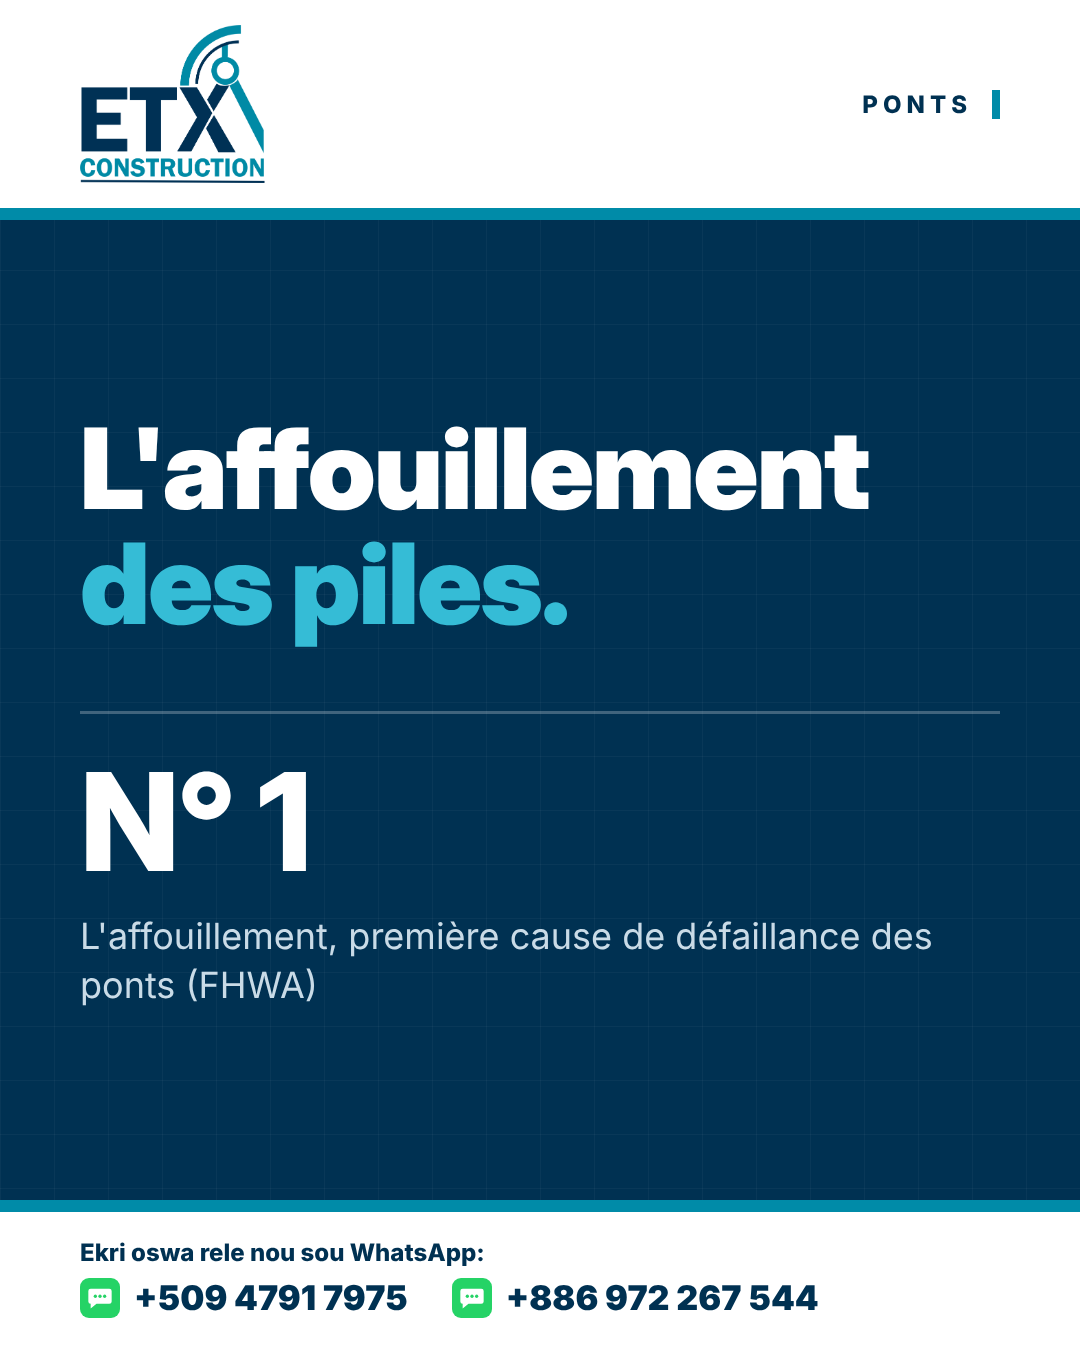 ETX
CONSTRUCTION
PONTS
L'affouillement
des piles.
N° 1
L'affouillement, première cause de défaillance des
ponts (FHWA)
Ekri oswa rele nou sou WhatsApp:
+509 4791 7975 +886 972 267 544